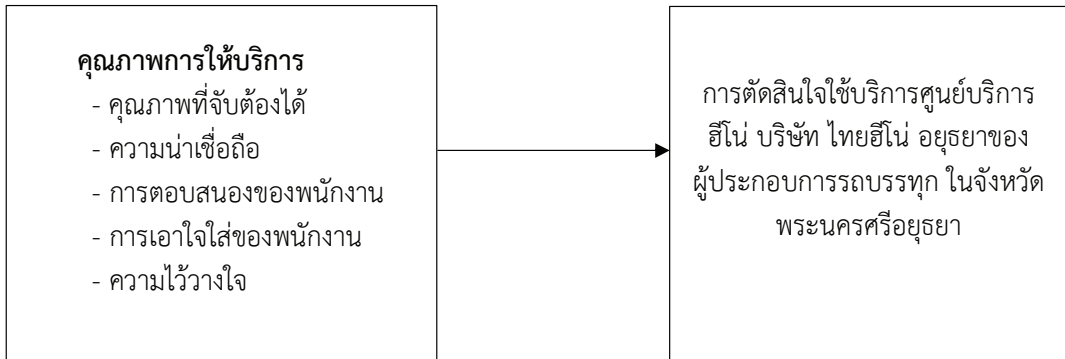 คุณภาพการให้บริการ
- คุณภาพที่จับต้องได้
- ความน่าเชื่อถือ
- การตอบสนองของพนักงาน
- การเอาใจใส่ของพนักงาน
- ความไว้วางใจ
การตัดสินใจใช้บริการศูนย์บริการ
ฮีโน่ บริษัท ไทยฮีโน่ อยุธยาของ
ผู้ประกอบการรถบรรทุก ในจังหวัด
พระนครศรีอยุธยา